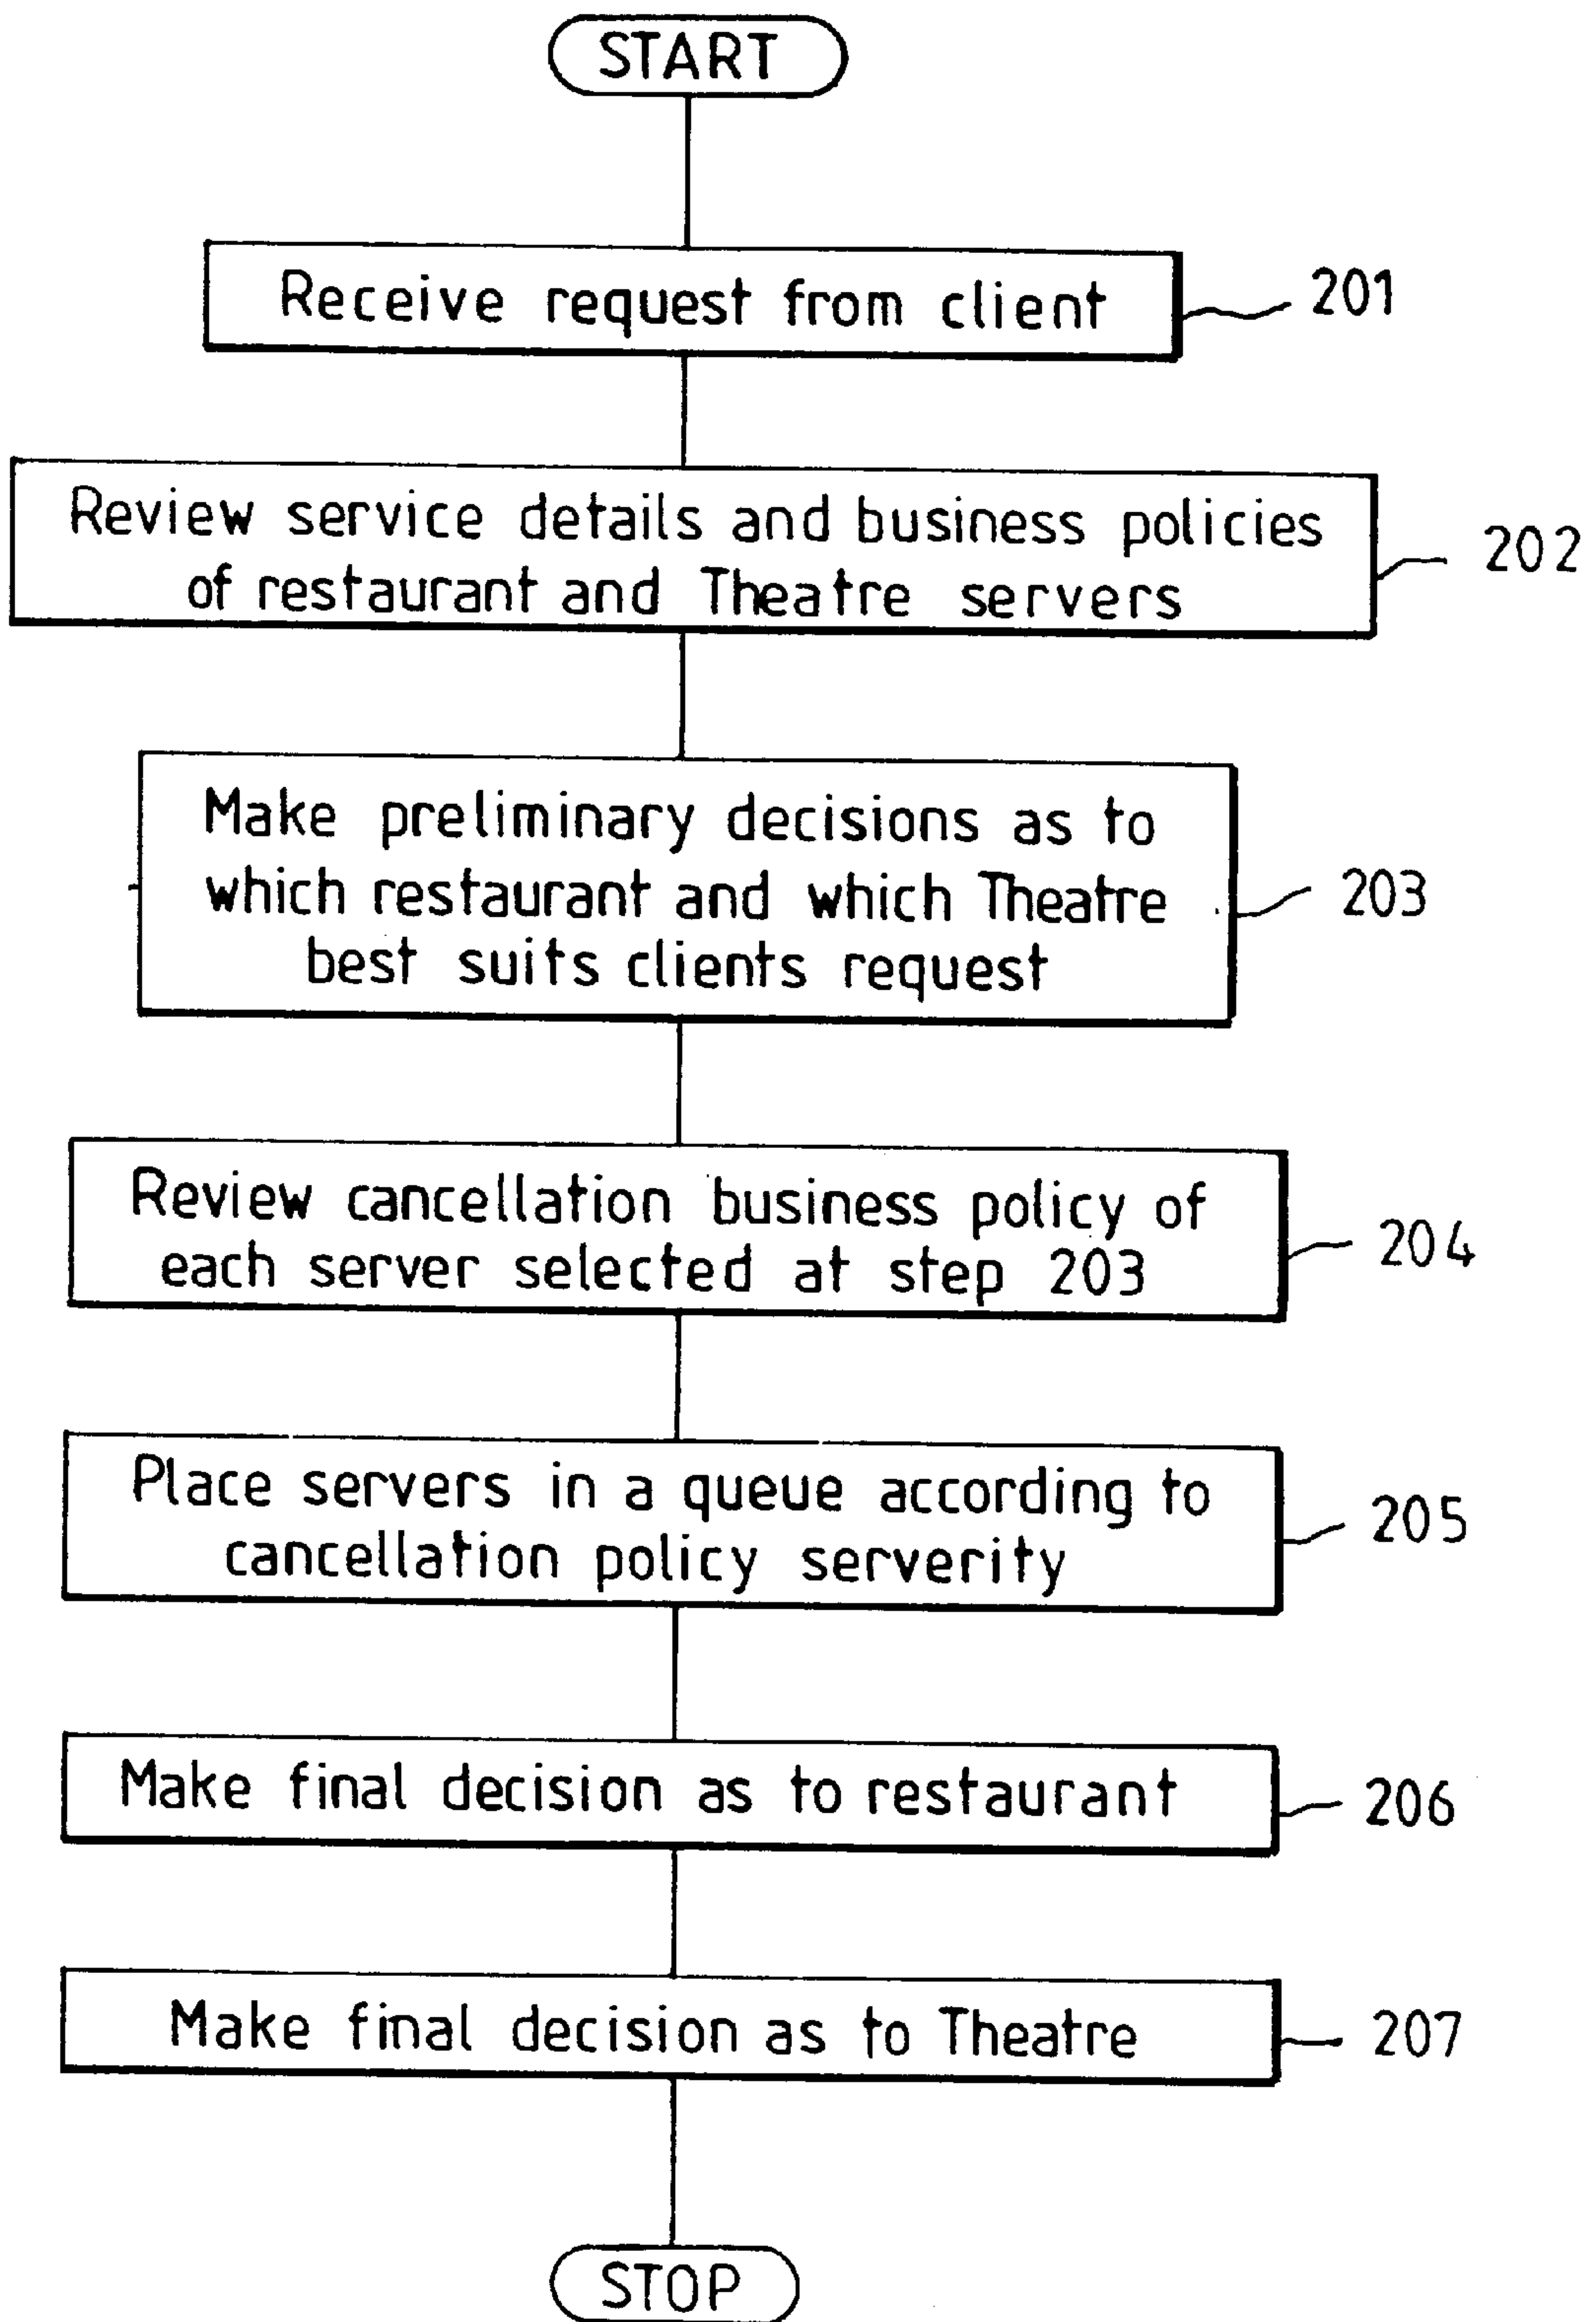 START
Receive request from client
201
Review service details and business policies
of restaurant and Theatre servers
202
Make preliminary decisions as to
which restaurant and which Theatre
best suits clients request
203
Review cancellation business policy of
each server selected at step 203
204
Place servers in a queue according to
cancellation policy serverity
205
Make final decision as to restaurant
206
Make final decision as to Theatre
207
STOP